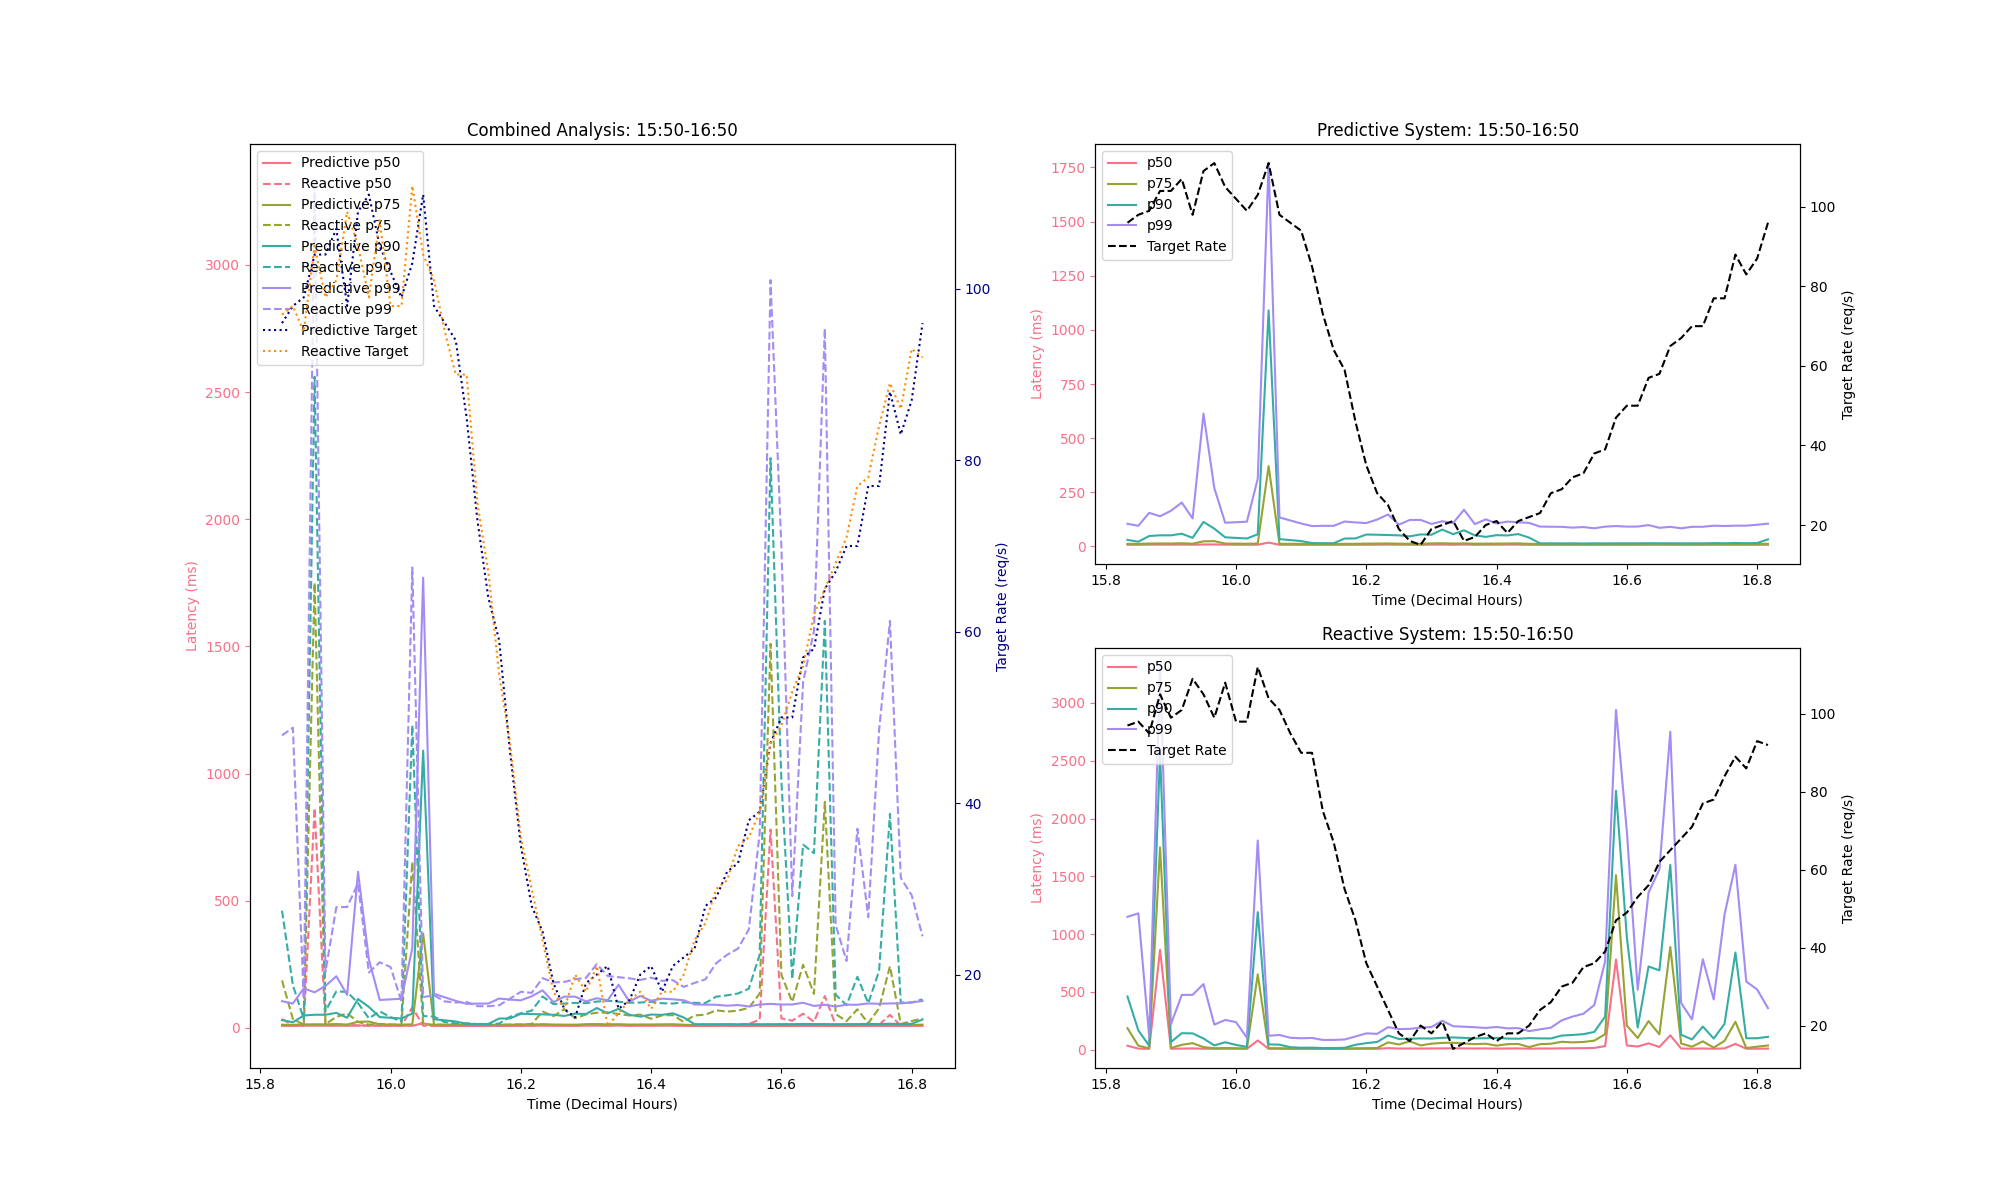 Combined Analysis: 15:50-16:50
Predictive p50
Reactive p50
Predictive p75
Reactive p75
Predictive p90
Reactive p90
Predictive p99
Reactive p99
Predictive Target
Reactive Target
Latency (ms)
3000
2500
2000
1500
1000
500
0
100
80
60
40
20
Target Rate (req/s)
15.8 16.0 16.2 16.4 16.6 16.8
Time (Decimal Hours)
Predictive System: 15:50-16:50
p50
p75
p90
p99
Target Rate
Latency (ms)
1750
1500
1250
1000
750
500
250
0
100
80
60
40
20
Target Rate (req/s)
15.8 16.0 16.2 16.4 16.6 16.8
Time (Decimal Hours)
Reactive System: 15:50-16:50
p50
p75
p90
p99
Target Rate
Latency (ms)
3000
2500
2000
1500
1000
500
0
100
80
60
40
20
Target Rate (req/s)
15.8 16.0 16.2 16.4 16.6 16.8
Time (Decimal Hours)